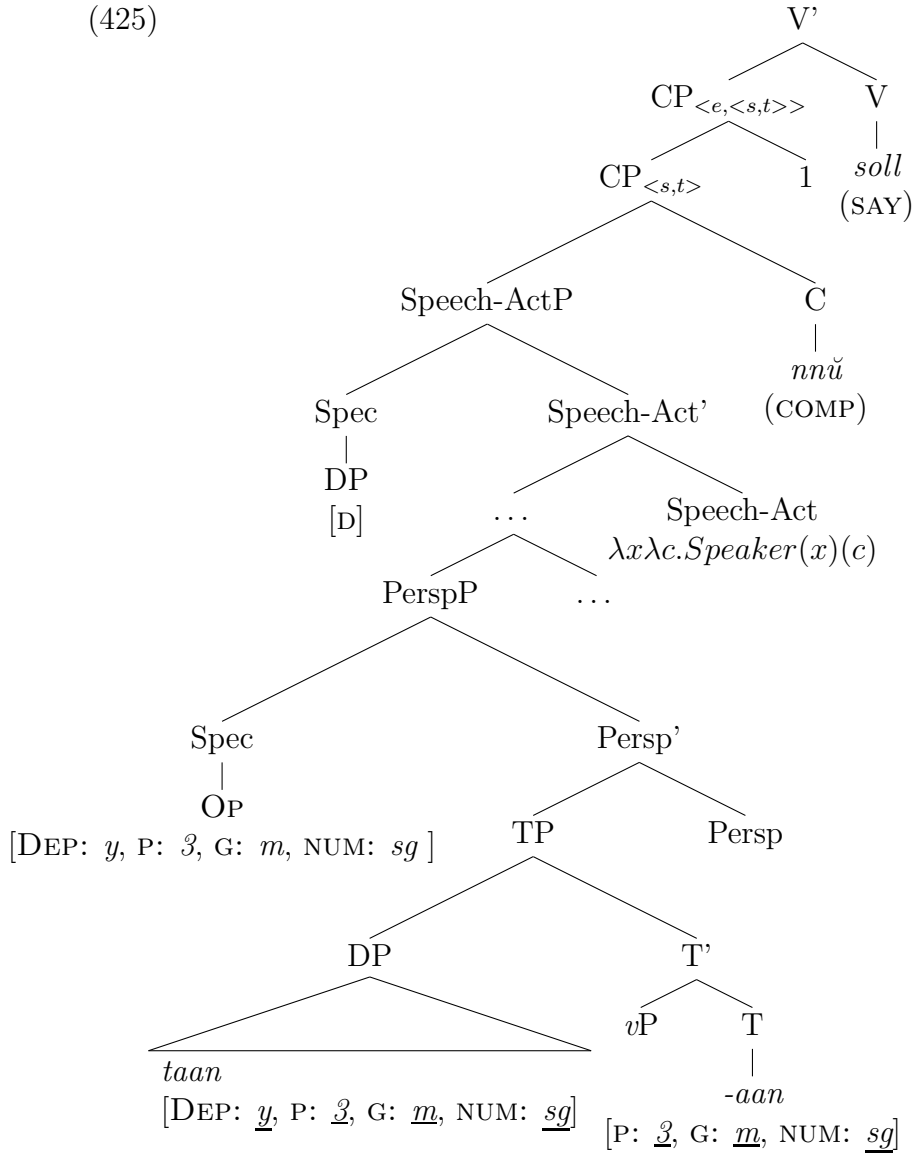 (425)
V'
CP<e,<s,t>> V
CP<s,t> 1 soll
(SAY)
Speech-ActP C
nnŭ
(COMP)
Spec Speech-Act'
DP
[D]
... Speech-Act
λxλc.Speaker(x)(c)
PerspP ...
Spec Persp'
OP
[DEP: y, P: 3, G: m, NUM: sg ]
TP Persp
DP T'
vP T
taan
[DEP: y, P: 3, G: m, NUM: sg]
-aan
[P: 3, G: m, NUM: sg]